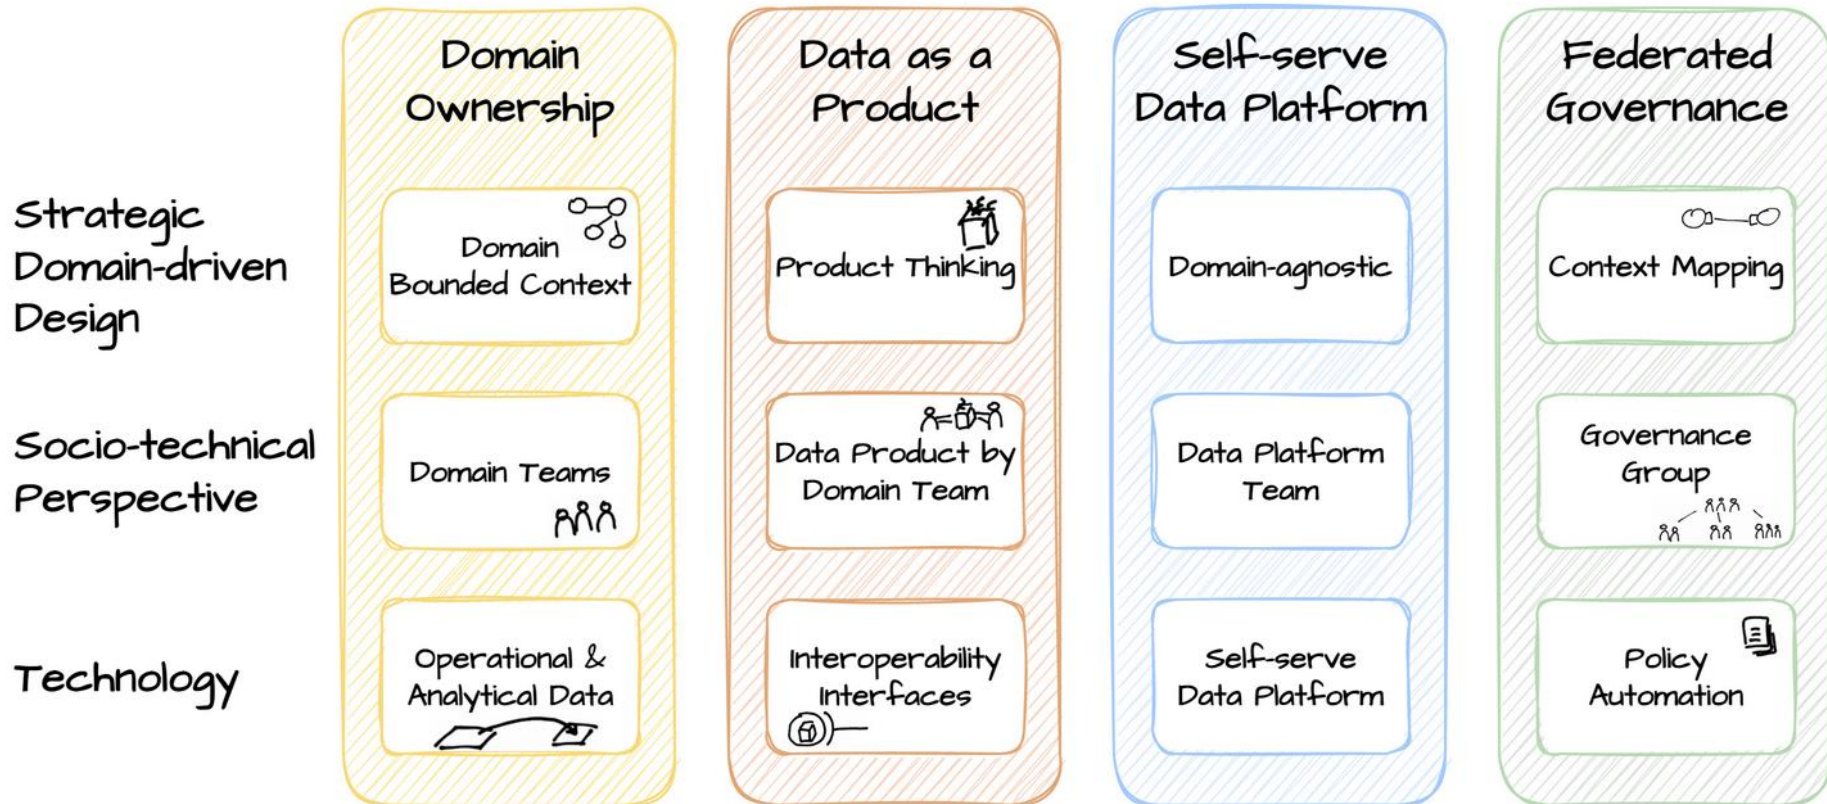 Domain
Ownership
Data as a
Product
Self-serve
Data Platform
Federated
Governance
Strategic
Domain-driven
Design
Domain
Bounded Context
Product Thinking
Domain-agnostic
Context Mapping
Socio-technical
Perspective
Domain Teams
Data Product by
Domain Team
Data Platform
Team
Governance
Group
Technology
Operational &
Analytical Data
Interoperability
Interfaces
Self-serve
Data Platform
Policy
Automation